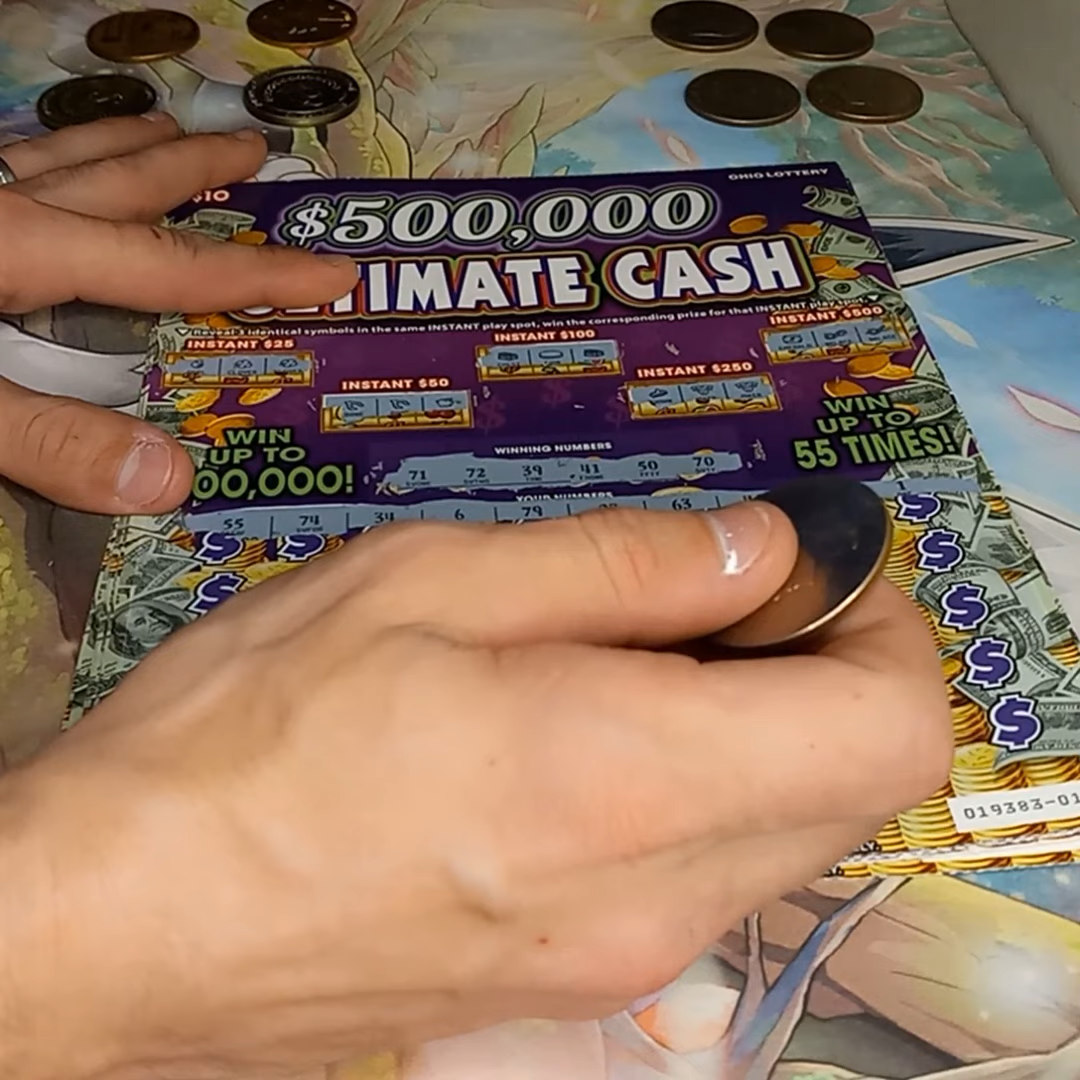 OHIO LOTTERY
$10
$500,000
TIMATE CASH
▼Reveal 3 identical symbols in the same INSTANT play spot, win the corresponding prize for that INSTANT play spot.▼
INSTANT $25
INSTANT $50
INSTANT $100
INSTANT $250
INSTANT $500
WIN
UP TO
00,000!
WIN
UP TO
55 TIMES!
WINNING NUMBERS
71 72 39 41 50 70
YOUR NUMBERS
55 74 34 6 79 63 1
$ $ $
$ $
$
$
$
$
019383-01